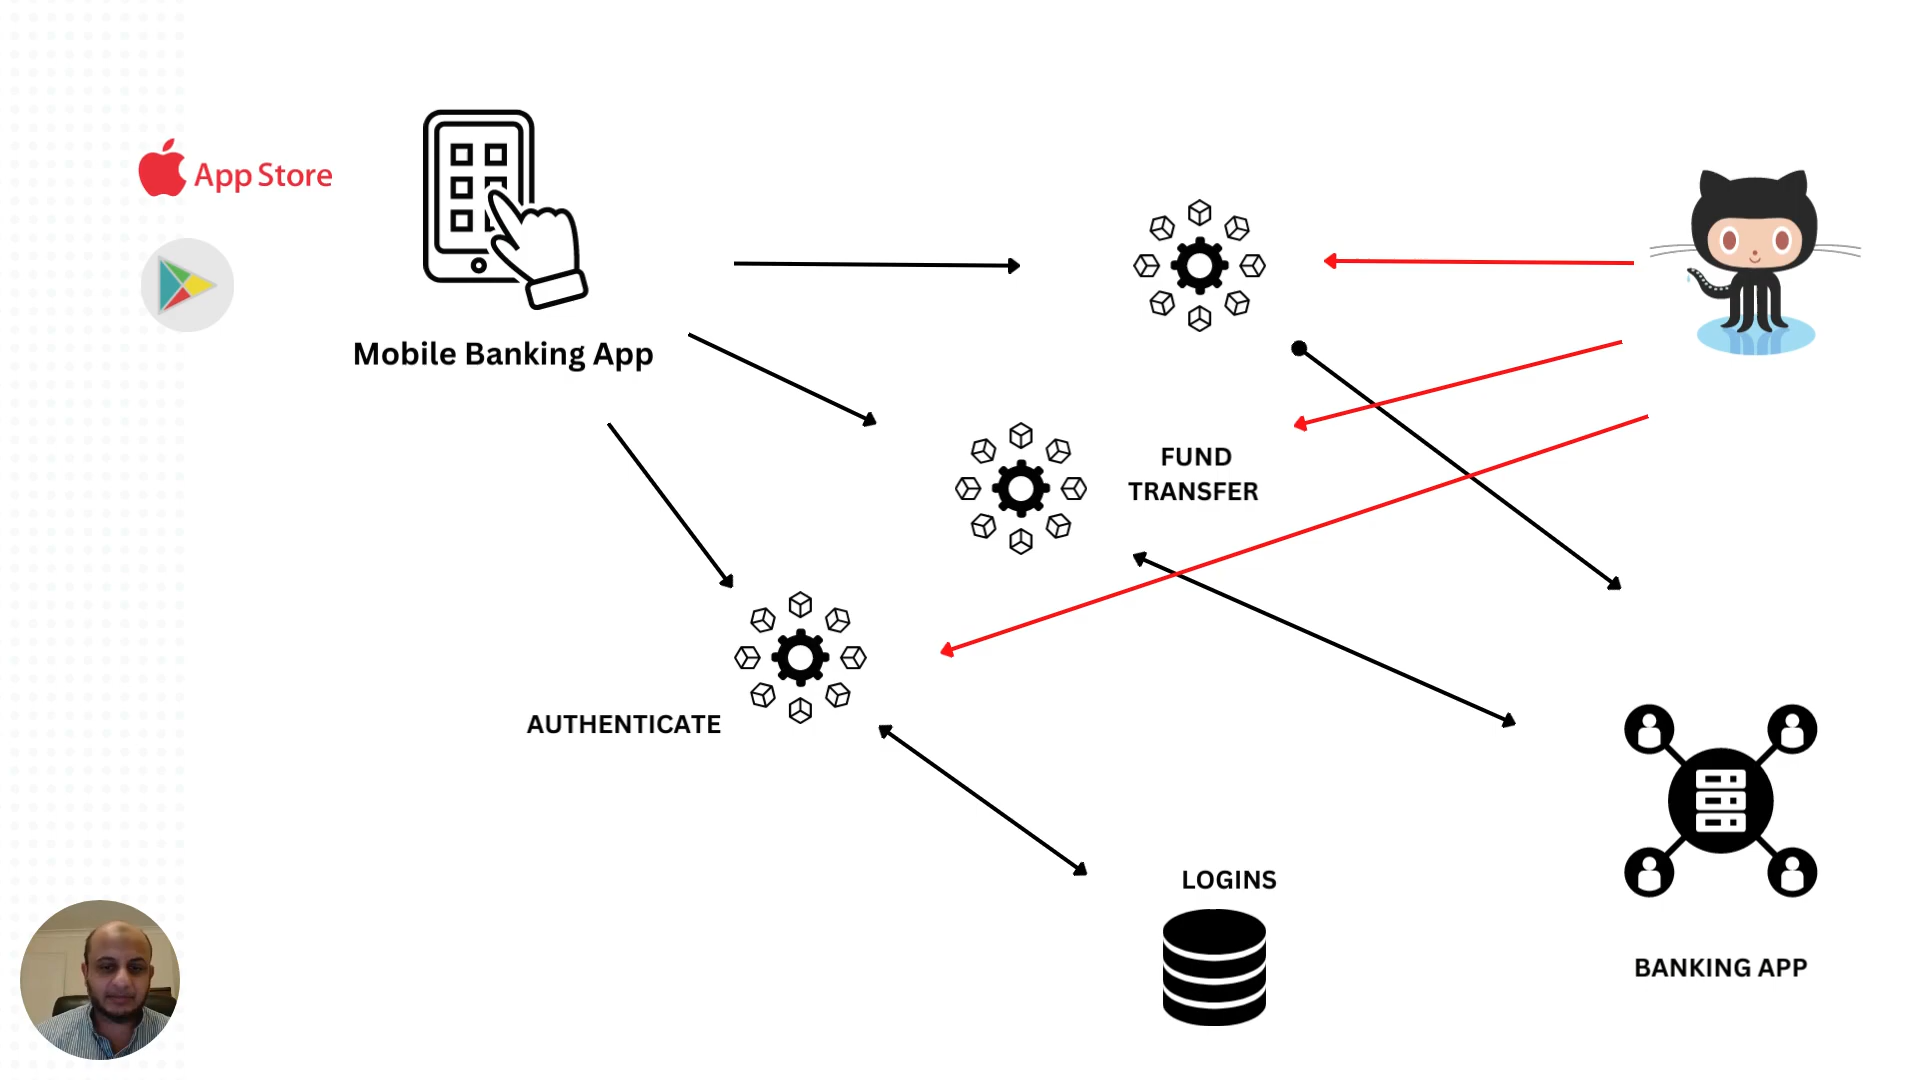 App Store
Mobile Banking App
FUND
TRANSFER
AUTHENTICATE
LOGINS
BANKING APP